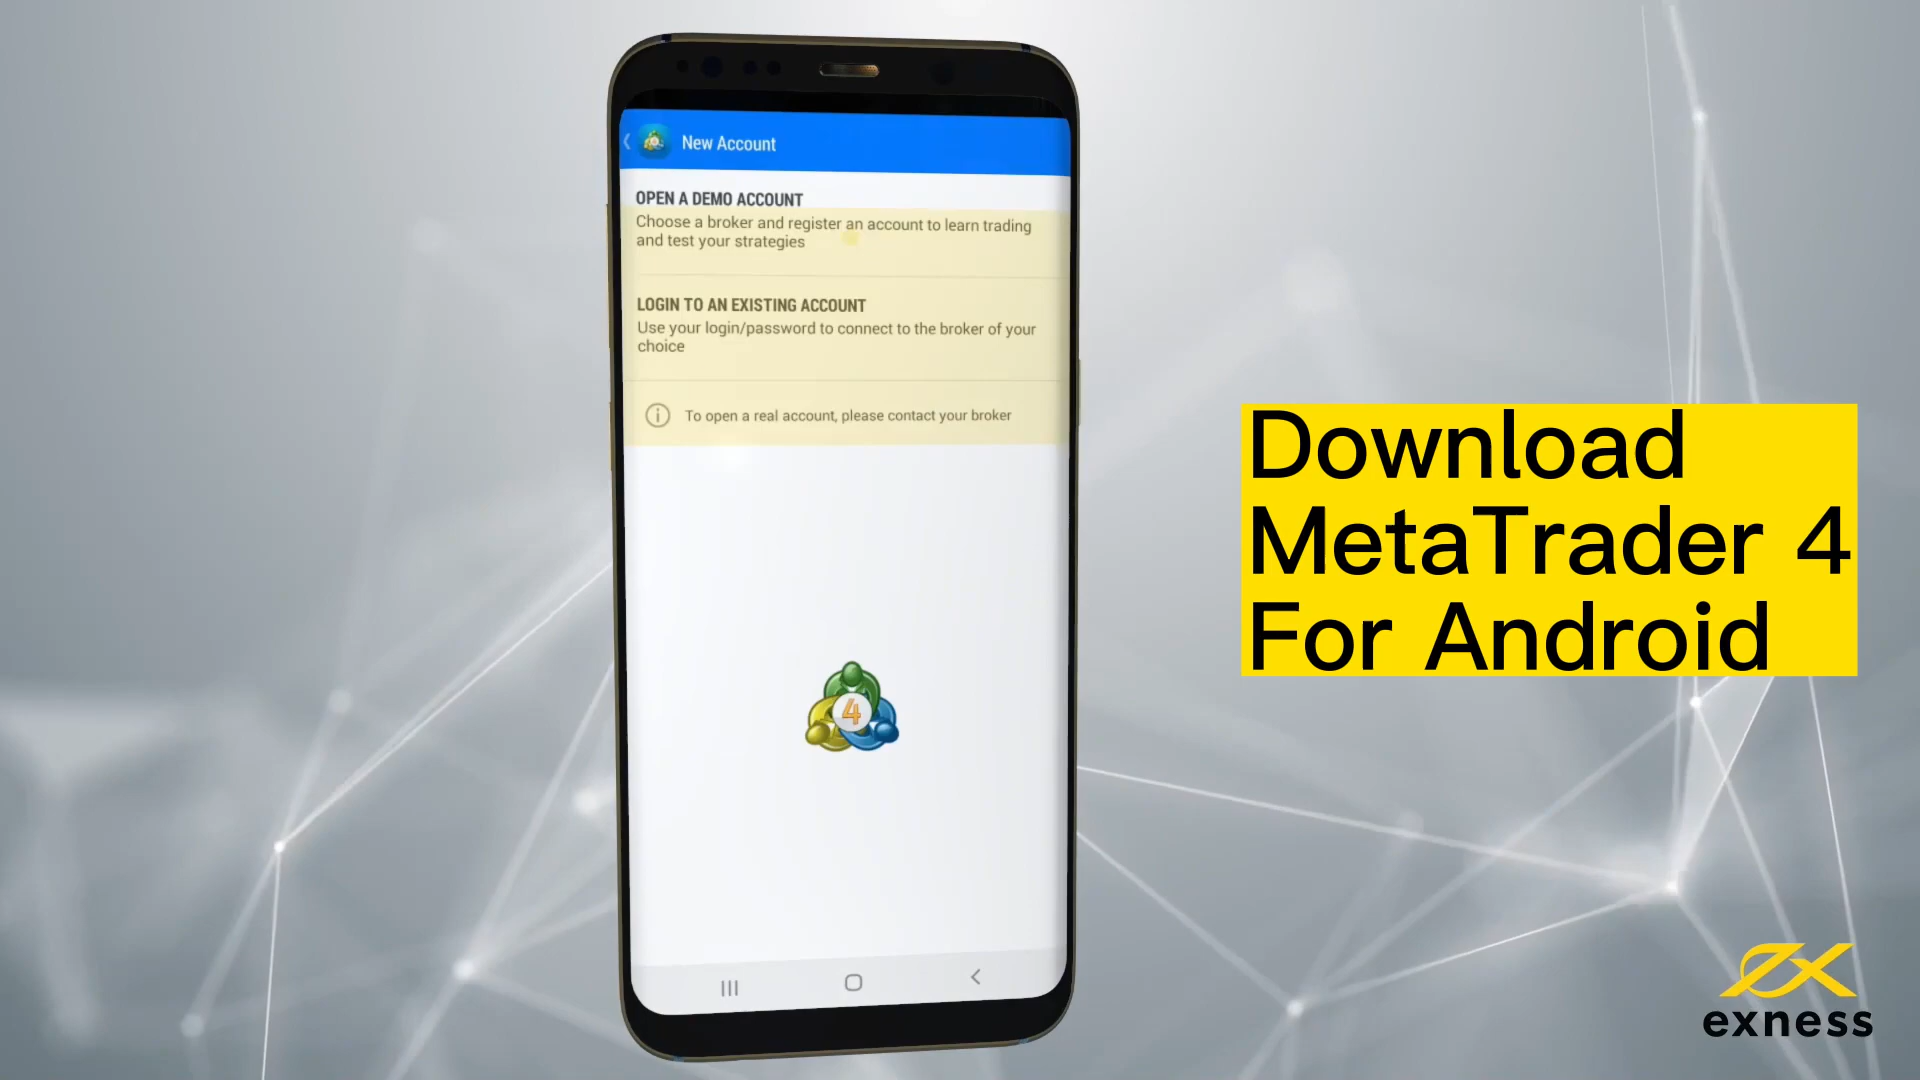 New Account
OPEN A DEMO ACCOUNT
Choose a broker and register an account to learn trading
and test your strategies
LOGIN TO AN EXISTING ACCOUNT
Use your login/password to connect to the broker of your
choice
To open a real account, please contact your broker
4
Download
MetaTrader 4
For Android
ex
exness